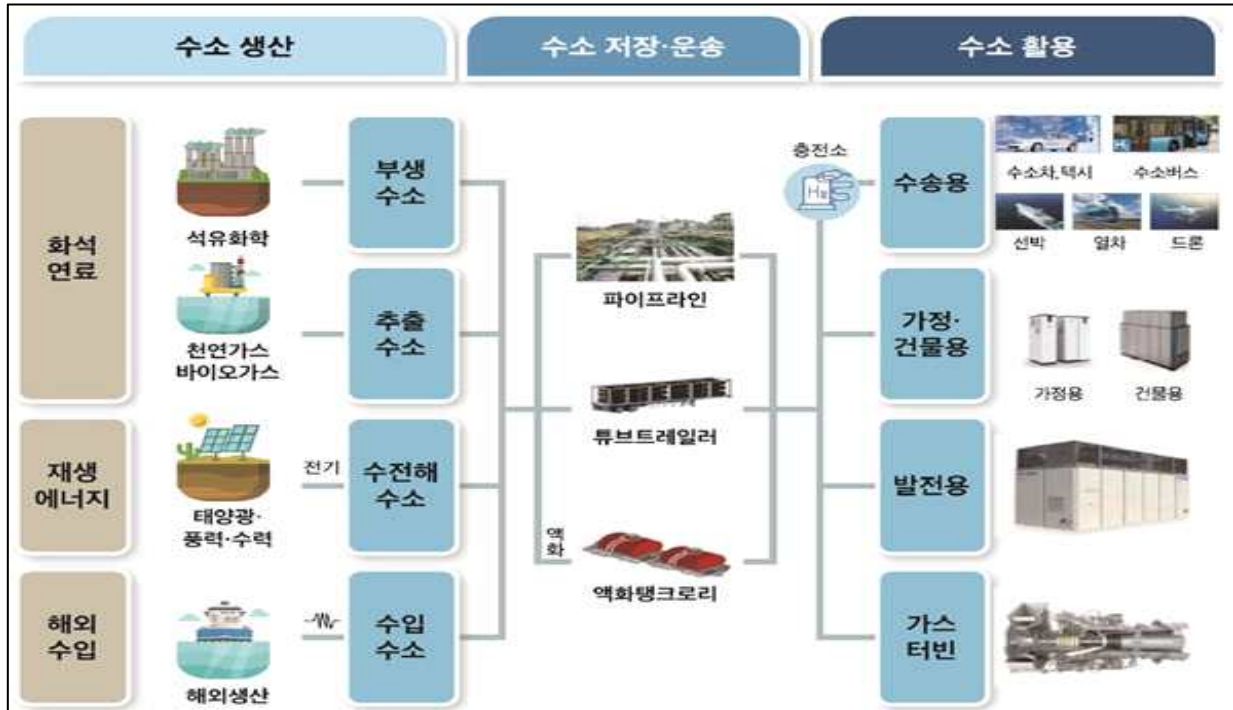 수소 생산
수소 저장·운송
수소 활용
화석
연료
석유화학
부생
수소
천연가스
바이오가스
추출
수소
재생
에너지
태양광·
풍력·수력
전기
수전해
수소
해외
수입
해외생산
수입
수소
파이프라인
튜브트레일러
액
화
액화탱크로리
충전소
H₂
수송용
수소차,택시
수소버스
선박
열차
드론
가정·
건물용
가정용
건물용
발전용
가스
터빈